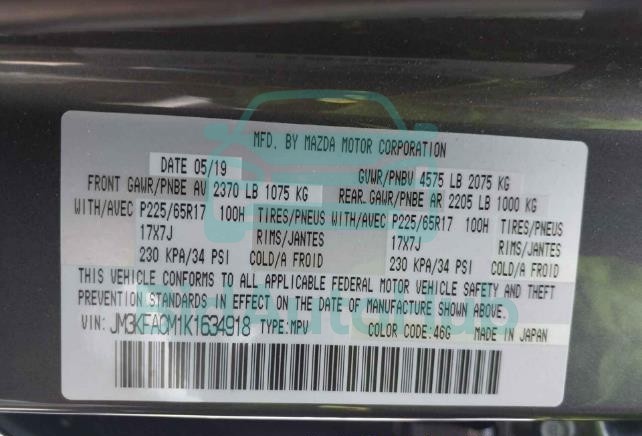 MFD. BY MAZDA MOTOR CORPORATION
DATE 05/19 GVWR/PNBV 4575 LB 2075 KG
FRONT GAWR/PNBE AV 2370 LB 1075 KG REAR GAWR/PNBE AR 2205 LB 1000 KG
WITH/AVEC P225/65R17 100H TIRES/PNEUS WITH/AVEC P225/65R17 100H TIRES/PNEUS
17X7J RIMS/JANTES 17X7J RIMS/JANTES
230 KPA/34 PSI COLD/A FROID 230 KPA/34 PSI COLD/A FROID
THIS VEHICLE CONFORMS TO ALL APPLICABLE FEDERAL MOTOR VEHICLE SAFETY AND THEFT
PREVENTION STANDARDS IN EFFECT ON THE DATE OF MANUFACTURE SHOWN ABOVE.
VIN: JM3KFACM1K1634918 TYPE: MPV COLOR CODE: 46G MADE IN JAPAN